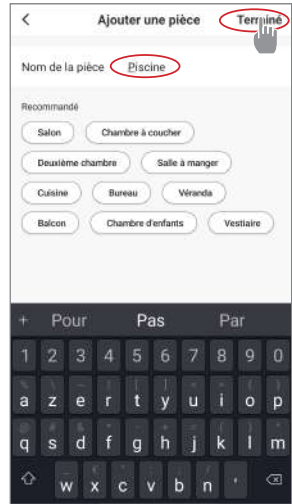 < Ajouter une pièce Terminé
Nom de la pièce Piscine
Recommandé
Salon Chambre à coucher
Deuxième chambre Salle à manger
Cuisine Bureau Véranda
Balcon Chambre d'enfants Vestiaire
+ Pour Pas Par
1 2 3 4 5 6 7 8 9 0
a z e r t y u i o p
q s d f g h j k l m
w x c v b n '